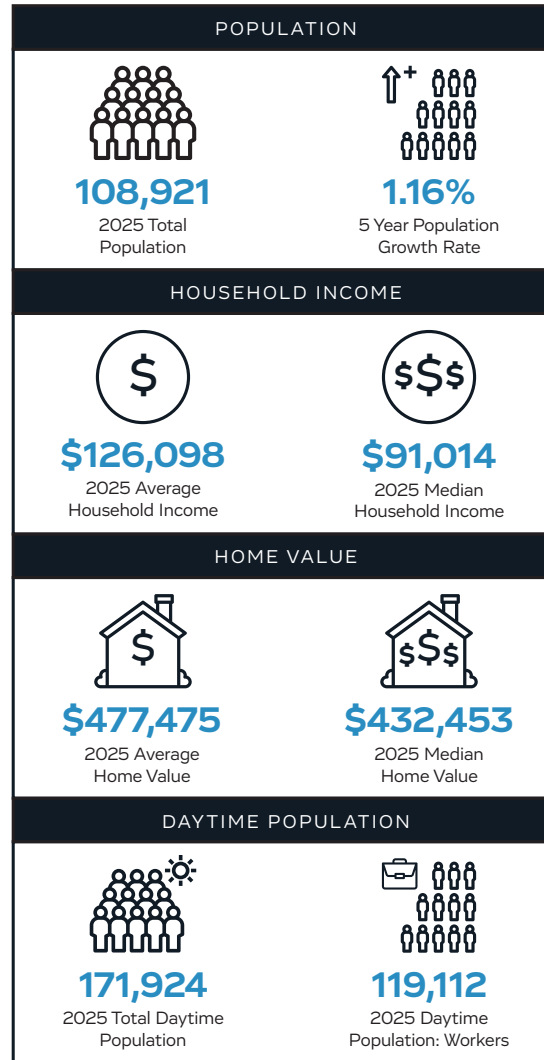 POPULATION
108,921
2025 Total
Population
1.16%
5 Year Population
Growth Rate
HOUSEHOLD INCOME
$
$126,098
2025 Average
Household Income
$$$
$91,014
2025 Median
Household Income
HOME VALUE
$
$477,475
2025 Average
Home Value
$$$
$432,453
2025 Median
Home Value
DAYTIME POPULATION
171,924
2025 Total Daytime
Population
119,112
2025 Daytime
Population: Workers